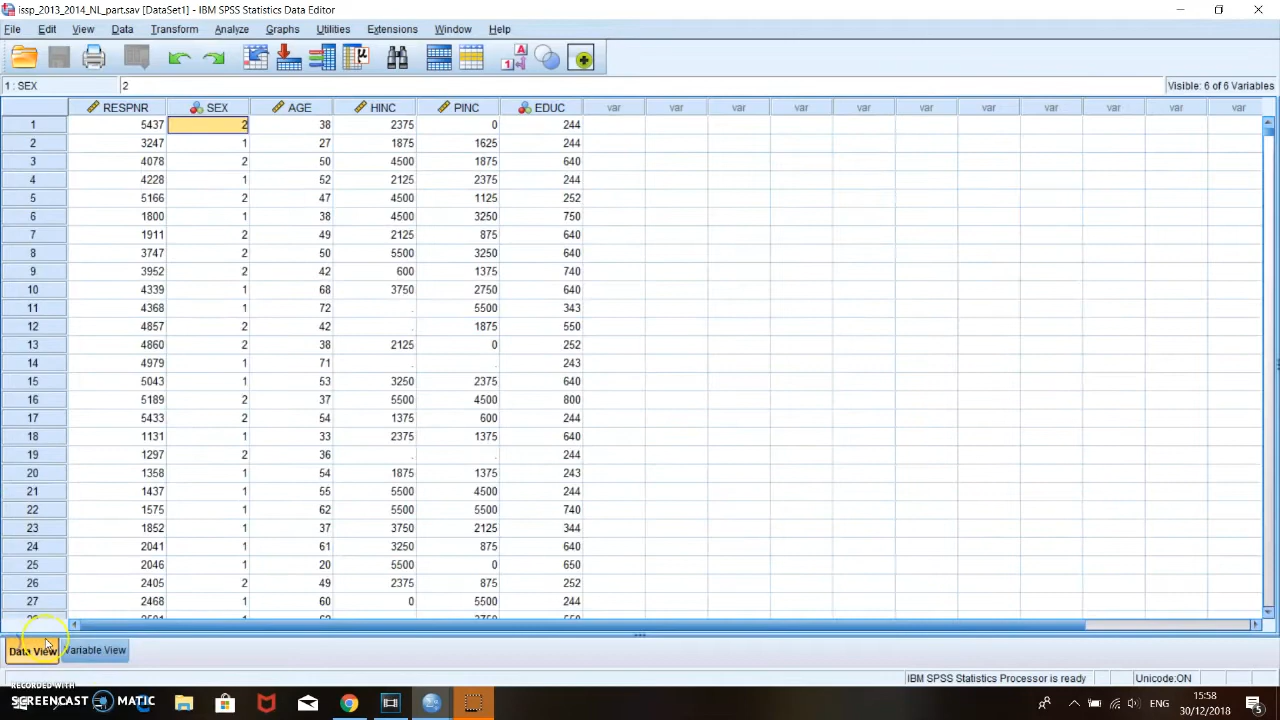 issp_2013_2014_NL_part.sav [DataSet1] - IBM SPSS Statistics Data Editor
File Edit View Data Transform Analyze Graphs Utilities Extensions Window Help
1 : SEX 2 Visible: 6 of 6 Variables
RESPNR SEX AGE HINC PINC EDUC var var var var var var var var var var var
1 5437 2 38 2375 0 244
2 3247 1 27 1875 1625 244
3 4078 2 50 4500 1875 640
4 4228 1 52 2125 2375 244
5 5166 2 47 4500 1125 252
6 1800 1 38 4500 3250 750
7 1911 2 49 2125 875 640
8 3747 2 50 5500 3250 640
9 3952 2 42 600 1375 740
10 4339 1 68 3750 2750 640
11 4368 1 72 . 5500 343
12 4857 2 42 . 1875 550
13 4860 2 38 2125 0 252
14 4979 1 71 . . 243
15 5043 1 53 3250 2375 640
16 5189 2 37 5500 4500 800
17 5433 2 54 1375 600 244
18 1131 1 33 2375 1375 640
19 1297 2 36 . . 244
20 1358 1 54 1875 1375 243
21 1437 1 55 5500 4500 244
22 1575 1 62 5500 5500 740
23 1852 1 37 3750 2125 344
24 2041 1 61 3250 875 640
25 2046 1 20 5500 0 650
26 2405 2 49 2375 875 252
27 2468 1 60 0 5500 244
Data View Variable View
IBM SPSS Statistics Processor is ready Unicode:ON
RECORDED WITH
SCREENCAST MATIC
ENG 15:58
30/12/2018 5